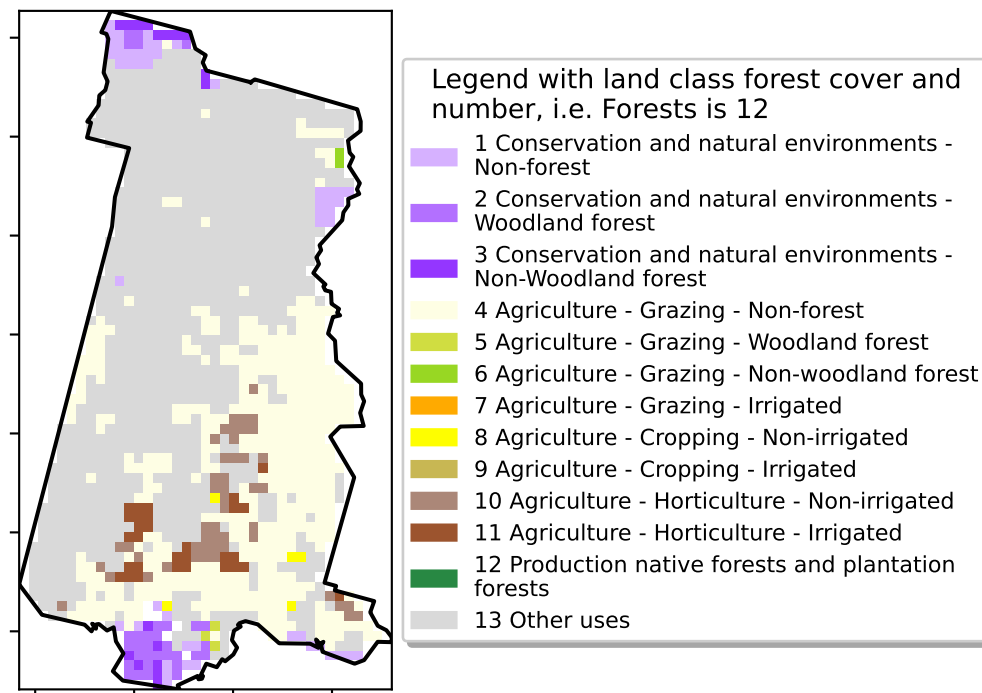 Legend with land class forest cover and
number, i.e. Forests is 12
1 Conservation and natural environments -
Non-forest
2 Conservation and natural environments -
Woodland forest
3 Conservation and natural environments -
Non-Woodland forest
4 Agriculture - Grazing - Non-forest
5 Agriculture - Grazing - Woodland forest
6 Agriculture - Grazing - Non-woodland forest
7 Agriculture - Grazing - Irrigated
8 Agriculture - Cropping - Non-irrigated
9 Agriculture - Cropping - Irrigated
10 Agriculture - Horticulture - Non-irrigated
11 Agriculture - Horticulture - Irrigated
12 Production native forests and plantation
forests
13 Other uses